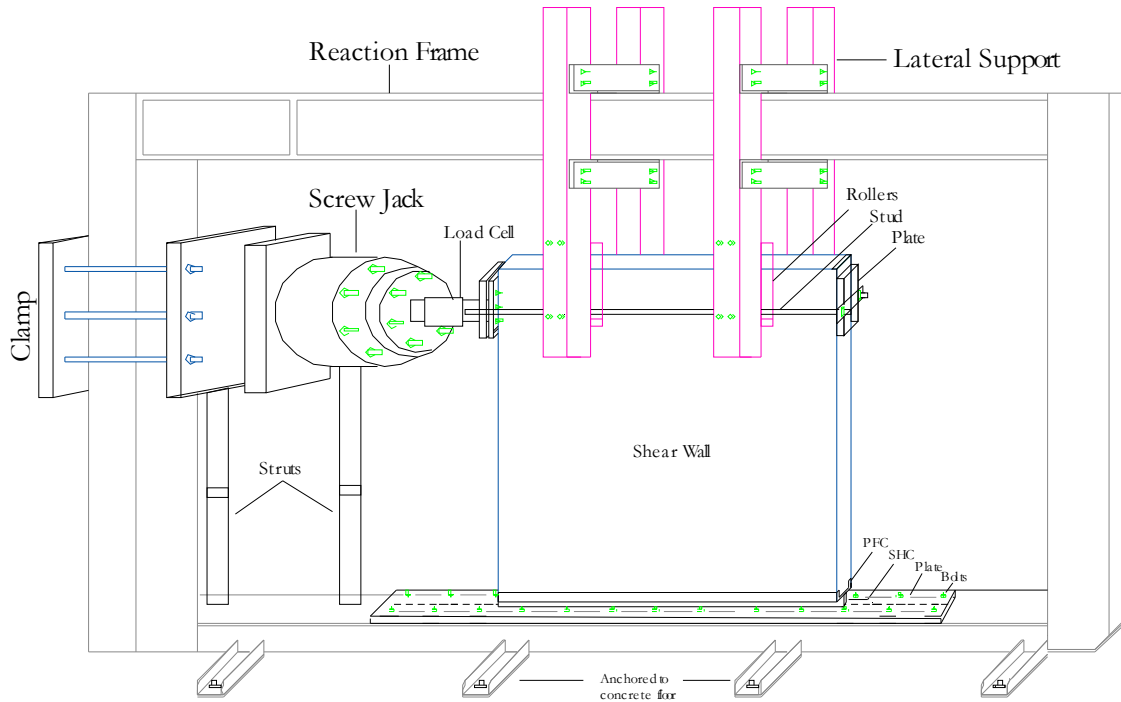 Reaction Frame
Lateral Support
Screw Jack
Rollers
Stud
Load Cell
Plate
Clamp
Shear Wall
Struts
PFC
SHC
Plate
Bolts
Anchored to
concrete floor